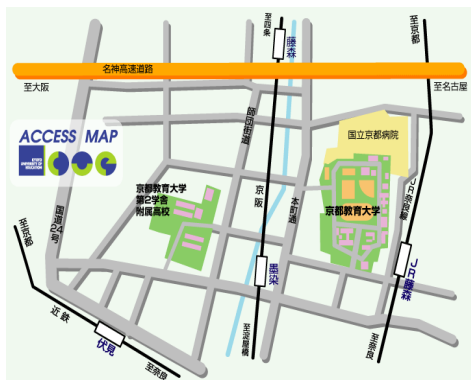 至四条
藤森
至京都
名神高速道路
至大阪
至名古屋
師団街道
国立京都病院
ACCESS MAP
KYOTO
UNIVERSITY OF
EDUCATION
京都教育大学
第2学舎
附属高校
京阪
本町通
京都教育大学
JR奈良線
国道24号
至京都
墨染
JR藤森
近鉄
伏見
至淀屋橋
至奈良
至奈良